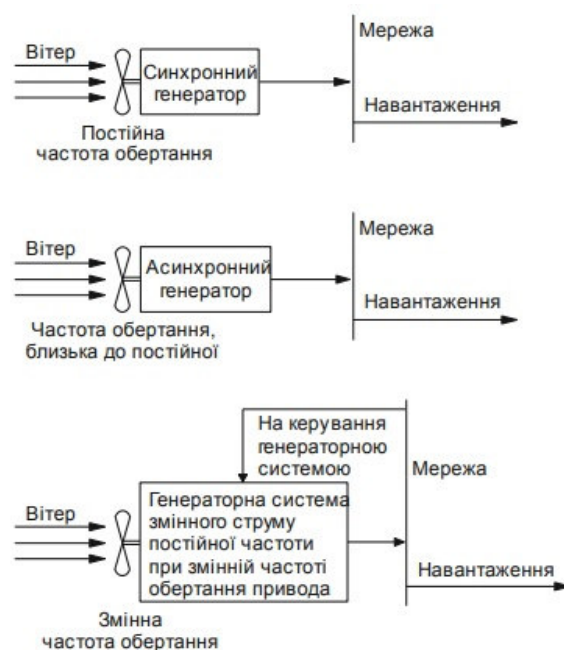 Мережа
Вітер
Синхронний
генератор
Навантаження
Постійна
частота обертання
Мережа
Вітер
Асинхронний
генератор
Навантаження
Частота обертання,
близька до постійної
На керування
генераторною
системою
Мережа
Вітер
Генераторна система
змінного струму
постійної частоти
при змінній частоті
обертання привода
Навантаження
Змінна
частота обертання